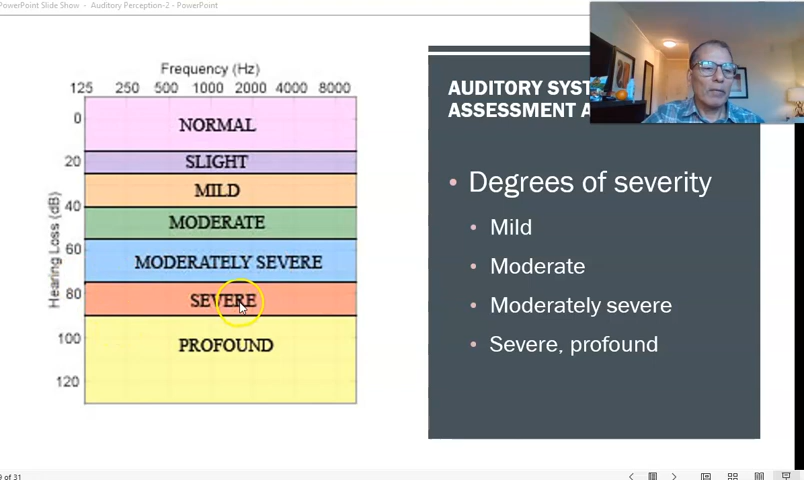 PowerPoint Slide Show - Auditory Perception-2 - PowerPoint
Frequency (Hz)
125 250 500 1000 2000 4000 8000
Hearing Loss (dB)
0
20
40
60
80
100
120
NORMAL
SLIGHT
MILD
MODERATE
MODERATELY SEVERE
SEVERE
PROFOUND
AUDITORY
ASSESSMENT
• Degrees of severity
• Mild
• Moderate
• Moderately severe
• Severe, profound
of 31